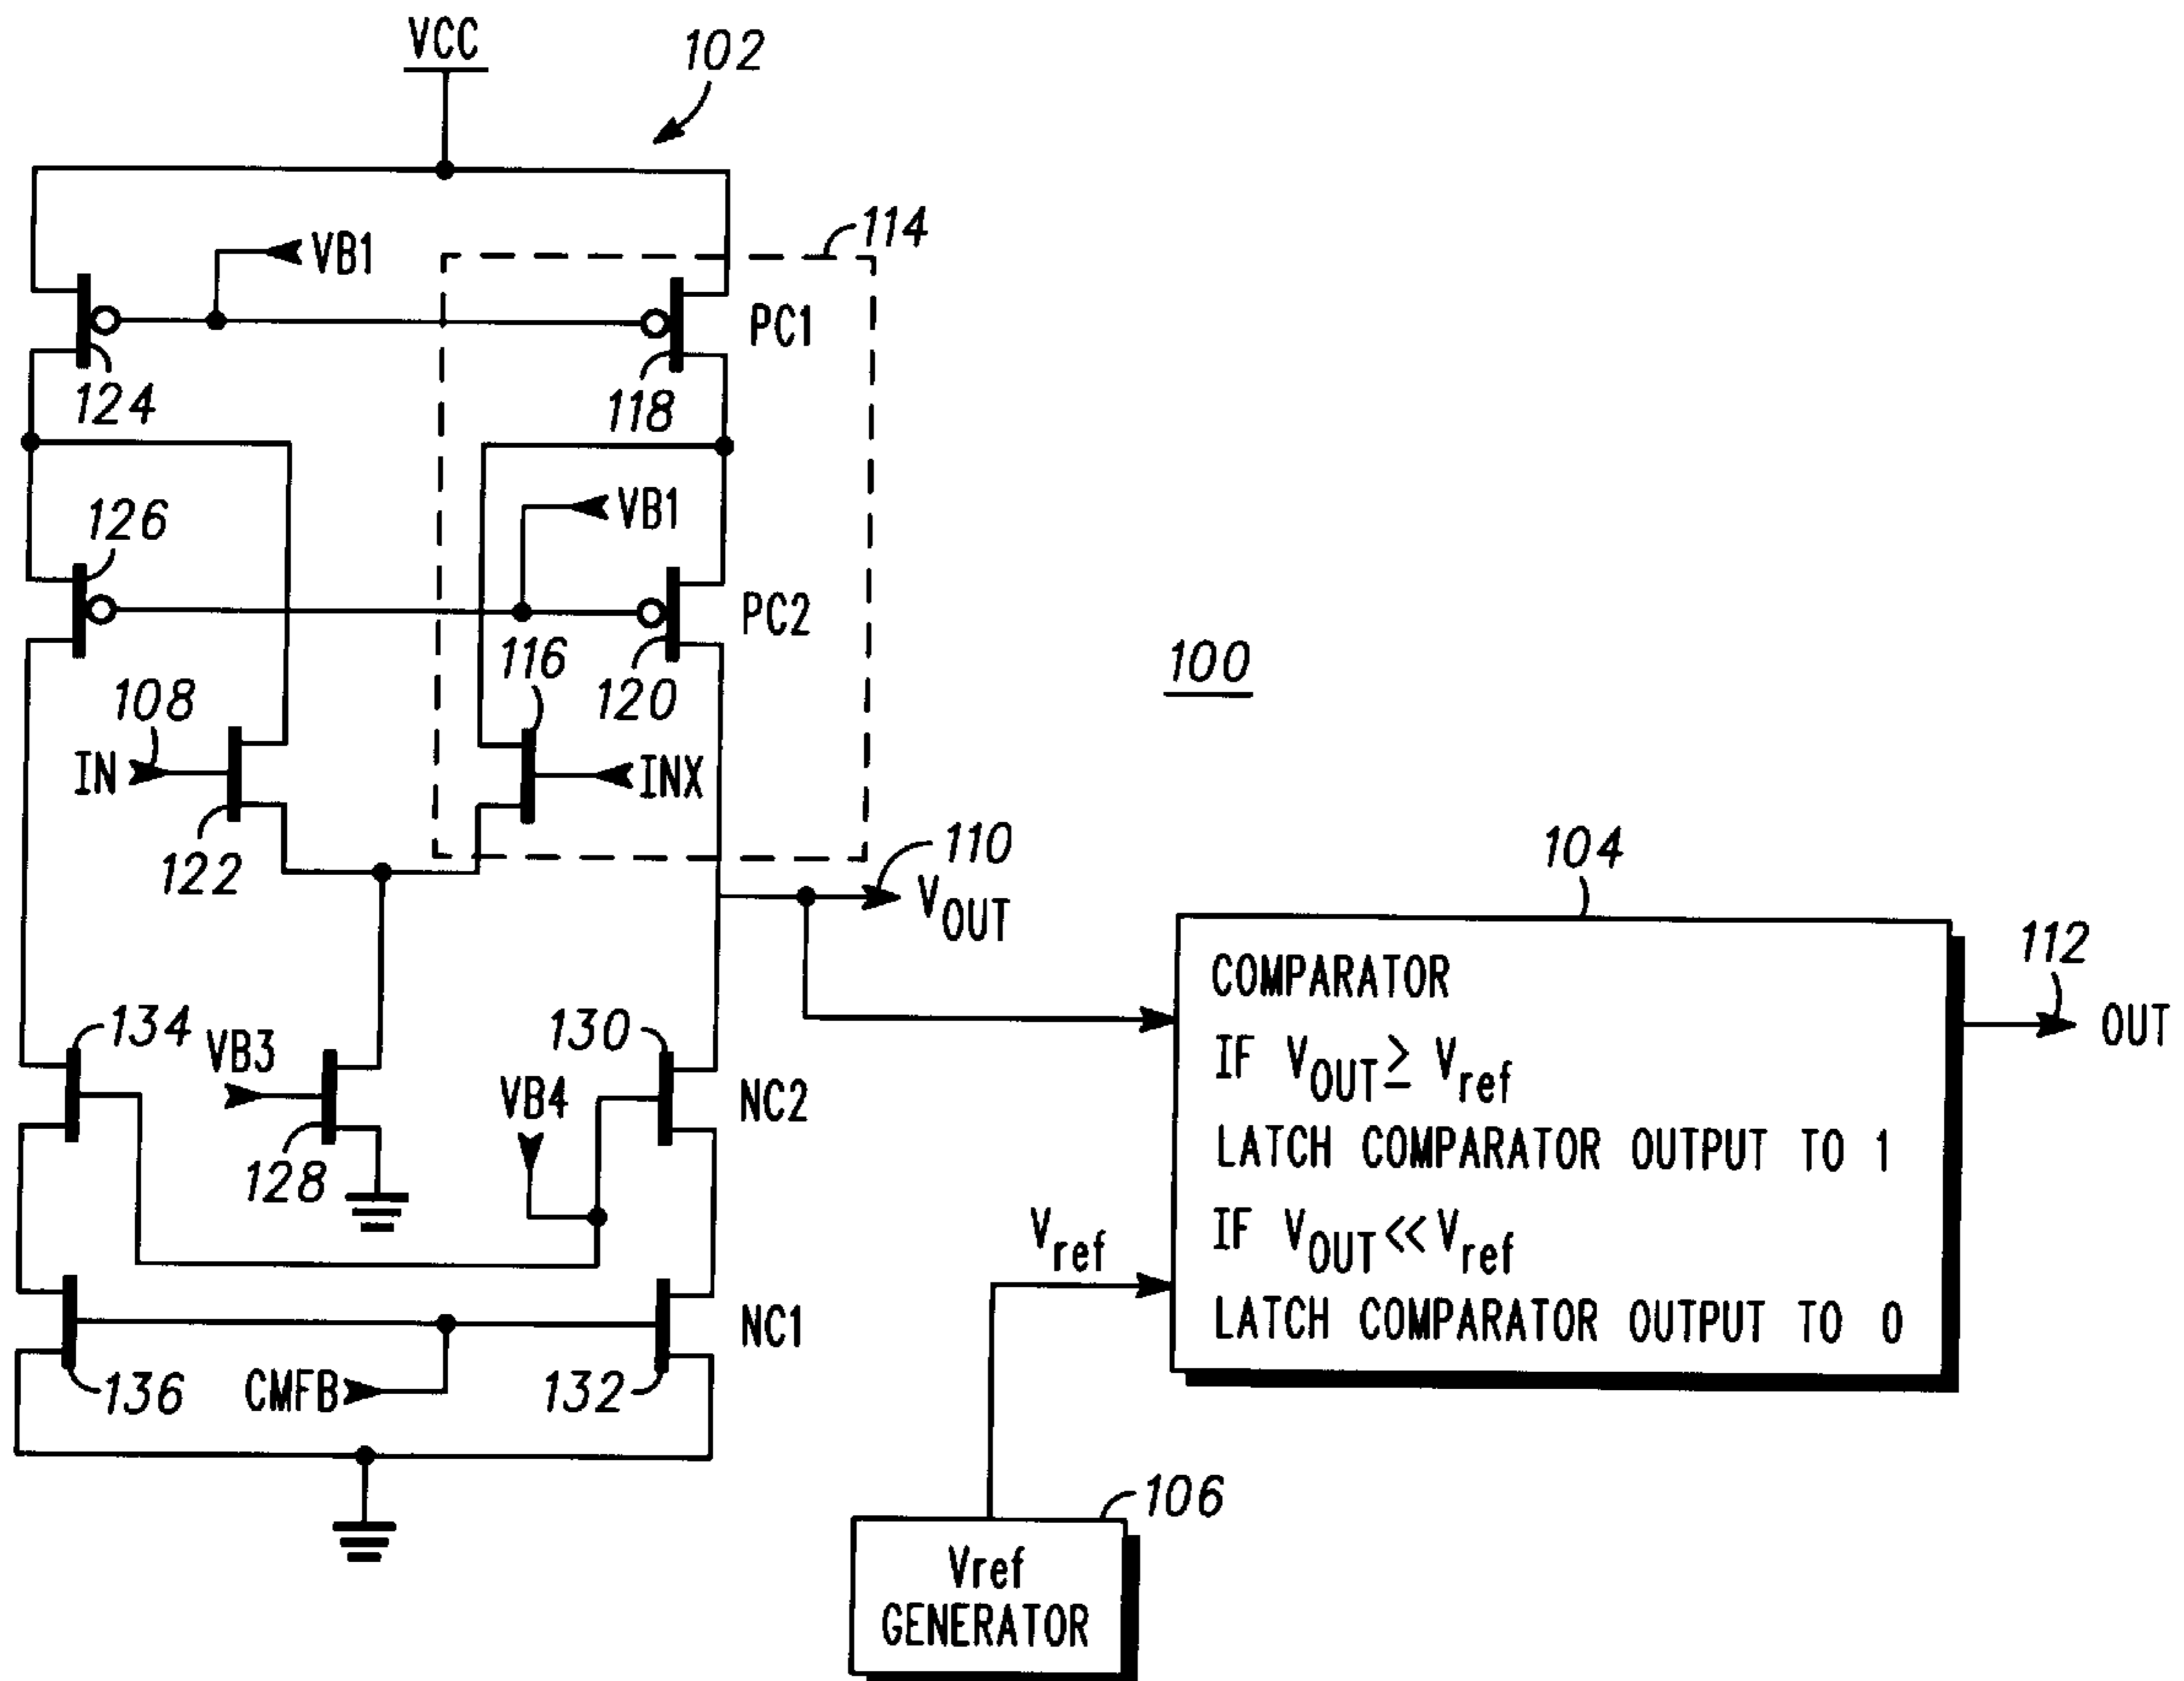 VCC
102
114
VB1
PC1
124
118
126
VB1
PC2
116
120
100
108
IN
INX
122
110
VOUT
104
112
OUT
COMPARATOR
IF VOUT ≥ Vref
LATCH COMPARATOR OUTPUT TO 1
IF VOUT << Vref
LATCH COMPARATOR OUTPUT TO 0
134
VB3
130
VB4
NC2
128
Vref
NC1
136
CMFB
132
106
Vref
GENERATOR